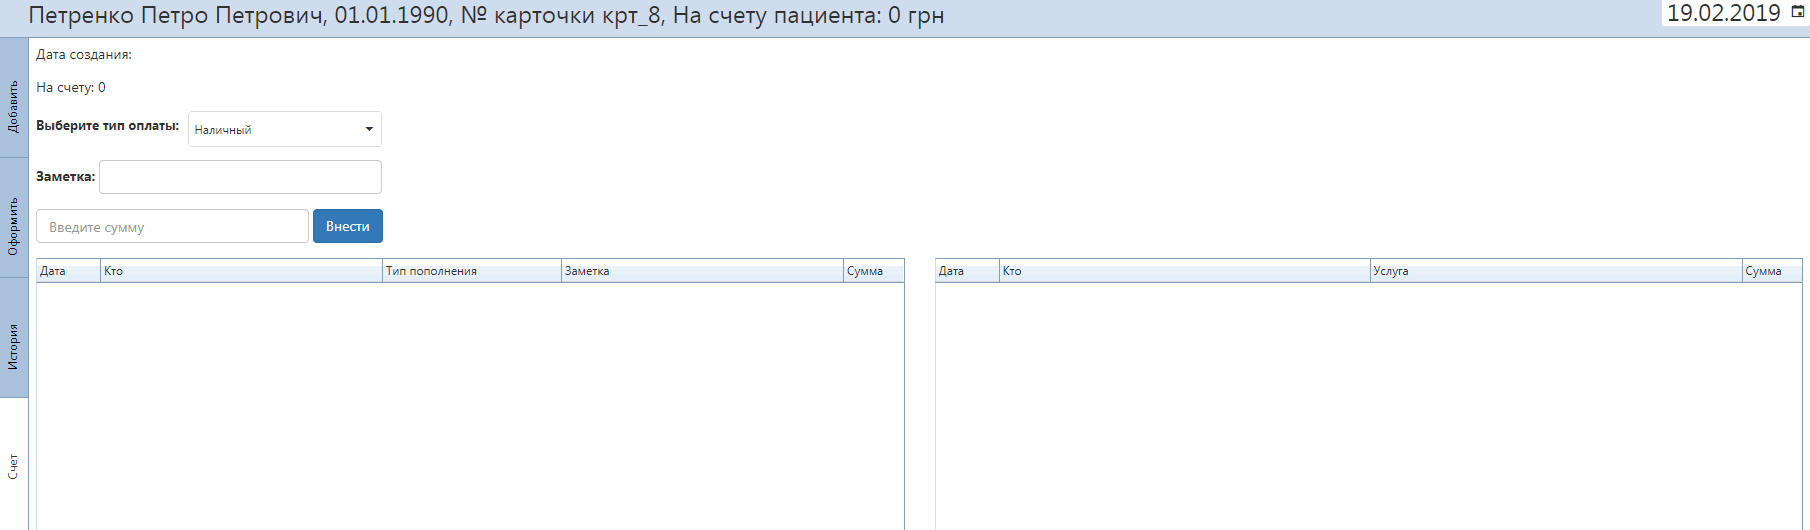 Петренко Петро Петрович, 01.01.1990, № карточки крт_8, На счету пациента: 0 грн
19.02.2019
Добавить
Оформить
История
Счет
Дата создания:
На счету: 0
Выберите тип оплаты: Наличный
Заметка:
Введите сумму Внести
Дата Кто Тип пополнения Заметка Сумма
Дата Кто Услуга Сумма